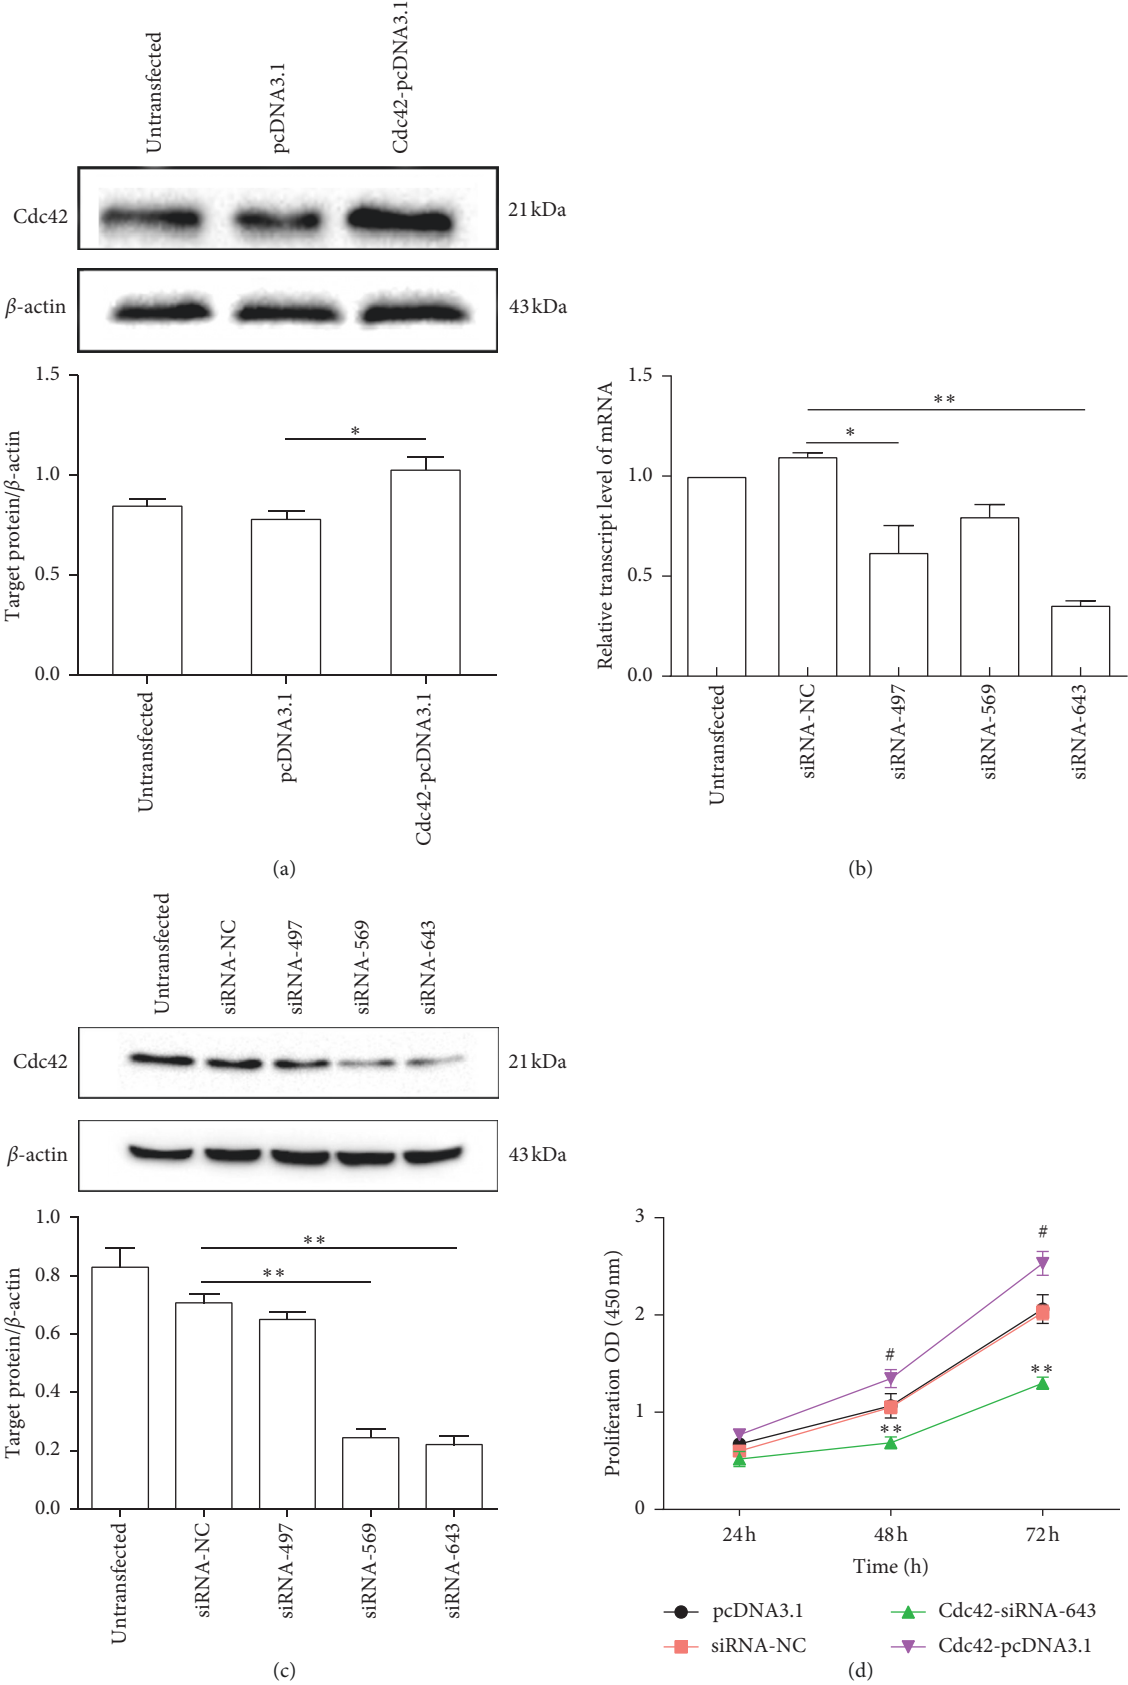 Untransfected
pcDNA3.1
Cdc42-pcDNA3.1
Cdc42
21 kDa
β-actin
43 kDa
Target protein/β-actin
1.5
1.0
0.5
0.0
*
Untransfected
pcDNA3.1
Cdc42-pcDNA3.1
(a)
Relative transcript level of mRNA
1.5
1.0
0.5
0.0
**
*
Untransfected
siRNA-NC
siRNA-497
siRNA-569
siRNA-643
(b)
Untransfected
siRNA-NC
siRNA-497
siRNA-569
siRNA-643
Cdc42
21 kDa
β-actin
43 kDa
Target protein/β-actin
1.0
0.8
0.6
0.4
0.2
0.0
**
**
Untransfected
siRNA-NC
siRNA-497
siRNA-569
siRNA-643
(c)
Proliferation OD (450 nm)
3
2
1
0
#
#
**
**
24 h
48 h
72 h
Time (h)
pcDNA3.1
siRNA-NC
Cdc42-siRNA-643
Cdc42-pcDNA3.1
(d)